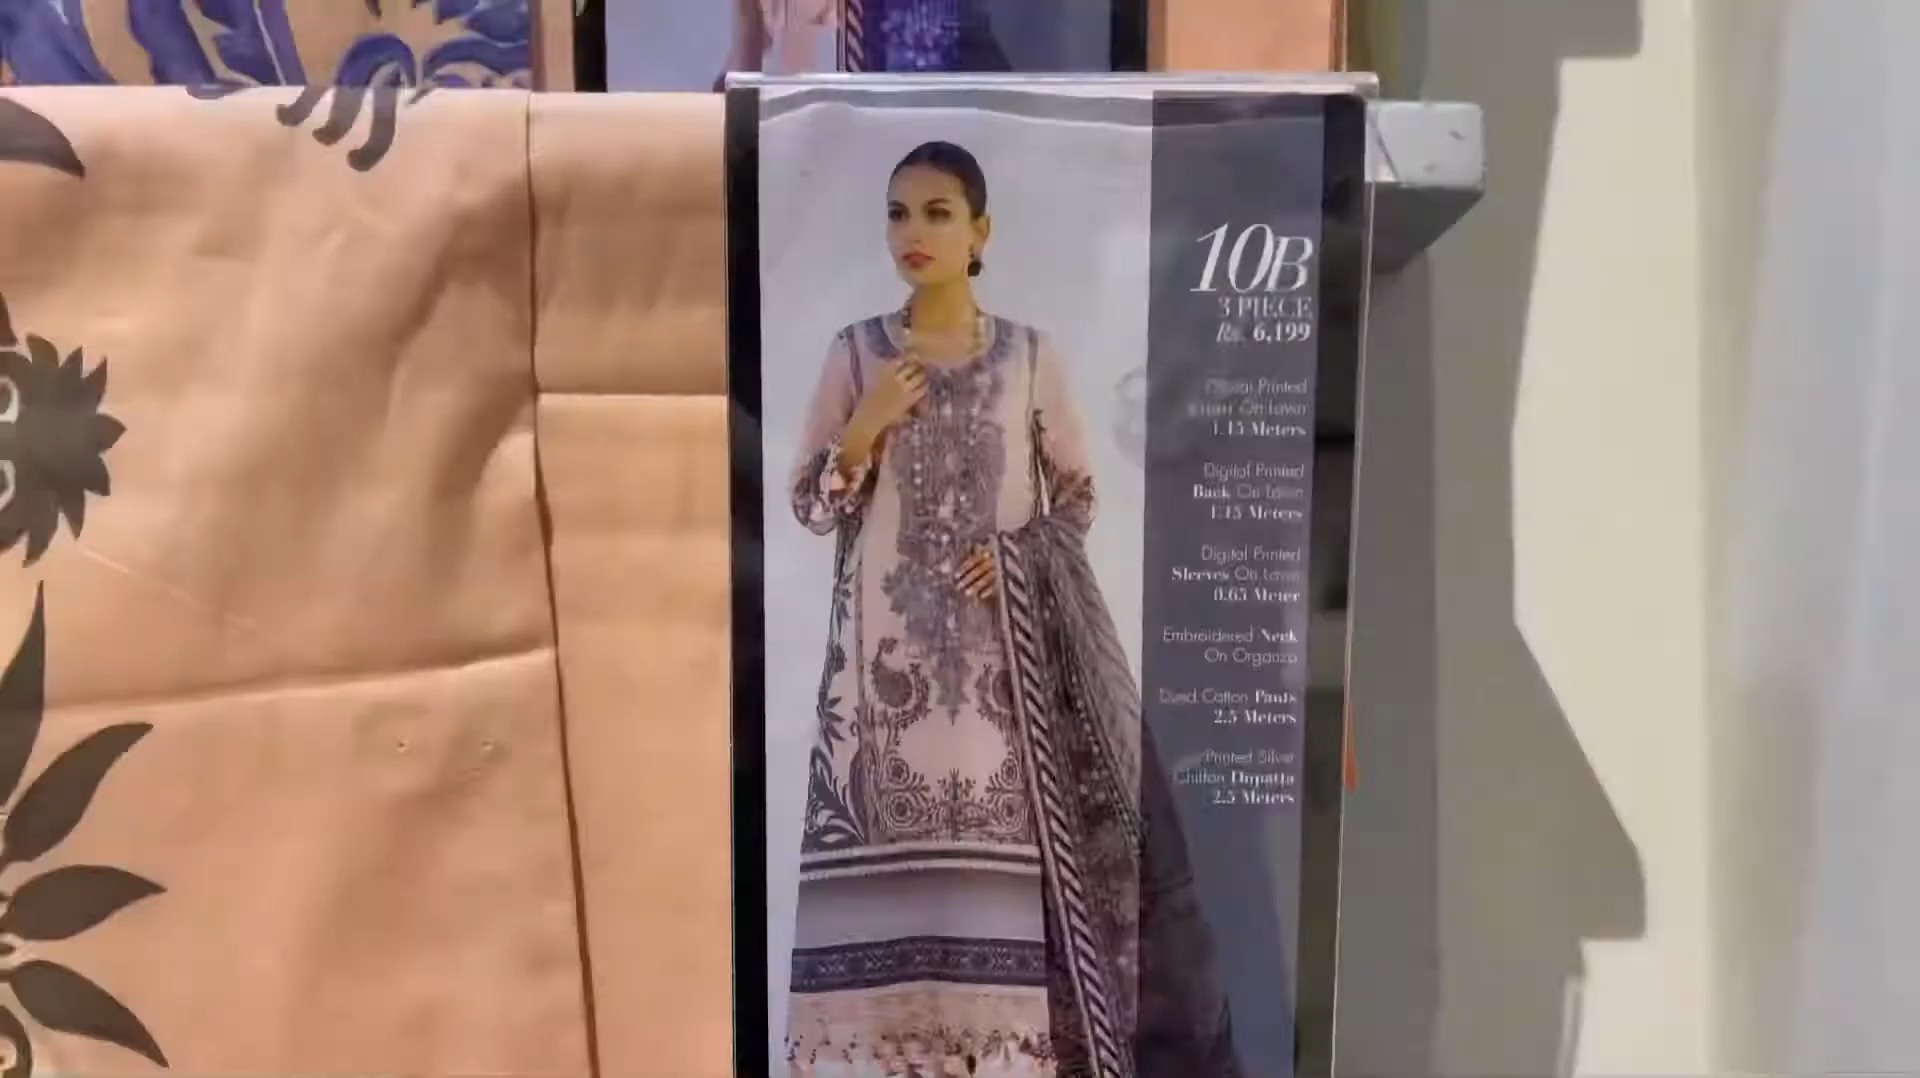 10B
3 PIECE
Rs. 6,199
Digital Printed
On Lawn
1.15 Meters
Digital Printed
Back On Lawn
1.15 Meters
Digital Printed
Sleeves On Lawn
0.65 Meter
Embroidered Neck
On Organza
Dyed Cotton Pants
2.5 Meters
Printed Silver
Chiffon Dupatta
2.5 Meters